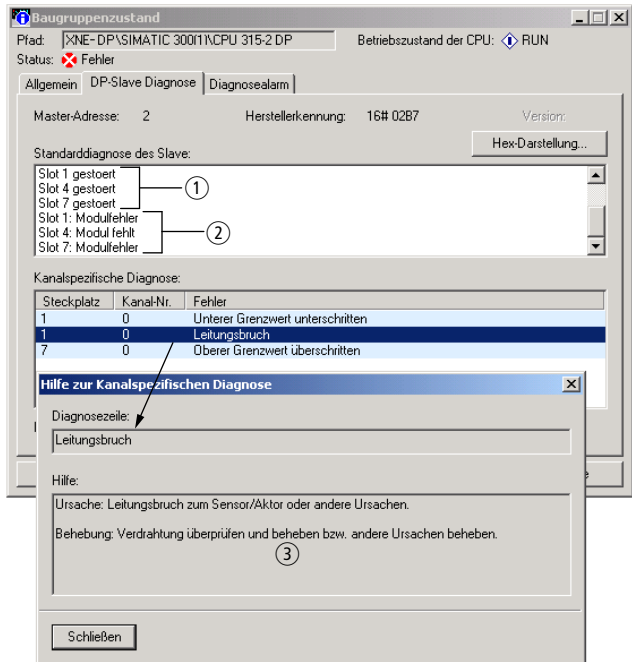 Baugruppenzustand
Pfad: XNE-DP\SIMATIC 300(1)\CPU 315-2 DP Betriebszustand der CPU: RUN
Status: Fehler
Allgemein DP-Slave Diagnose Diagnosealarm
Master-Adresse: 2 Herstellerkennung: 16# 02B7 Version:
Hex-Darstellung...
Standarddiagnose des Slave:
Slot 1 gestoert
Slot 4 gestoert
Slot 7 gestoert
1
Slot 1: Modulfehler
Slot 4: Modul fehlt
Slot 7: Modulfehler
2
Kanalspezifische Diagnose:
Steckplatz Kanal-Nr. Fehler
1 0 Unterer Grenzwert unterschritten
1 0 Leitungsbruch
7 0 Oberer Grenzwert überschritten
Hilfe zur Kanalspezifischen Diagnose
Diagnosezeile:
Leitungsbruch
Hilfe:
Ursache: Leitungsbruch zum Sensor/Aktor oder andere Ursachen.
Behebung: Verdrahtung überprüfen und beheben bzw. andere Ursachen beheben.
3
Schließen